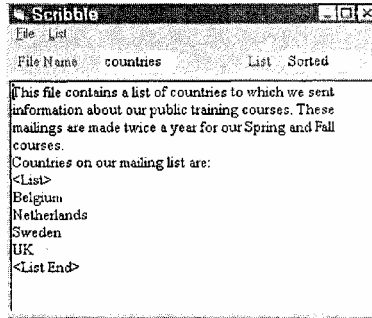 Scribble
File List
File Name countries List Sorted
This file contains a list of countries to which we sent
information about our public training courses. These
mailings are made twice a year for our Spring and Fall
courses.
Countries on our mailing list are:
<List>
Belgium
Netherlands
Sweden
UK
<List End>